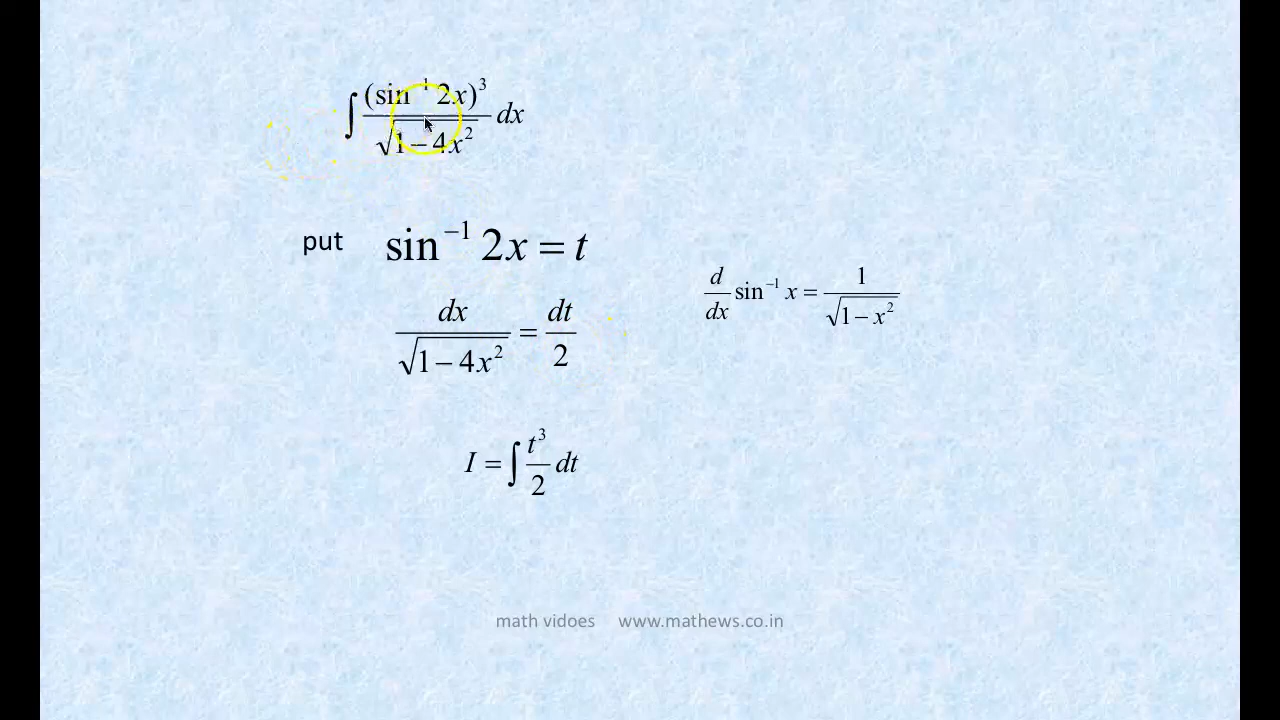 ∫ (sin⁻¹ 2x)³ / √(1 − 4x²) dx
put sin⁻¹ 2x = t
d/dx sin⁻¹ x = 1 / √(1 − x²)
dx / √(1 − 4x²) = dt / 2
I = ∫ t³/2 dt
math vidoes www.mathews.co.in